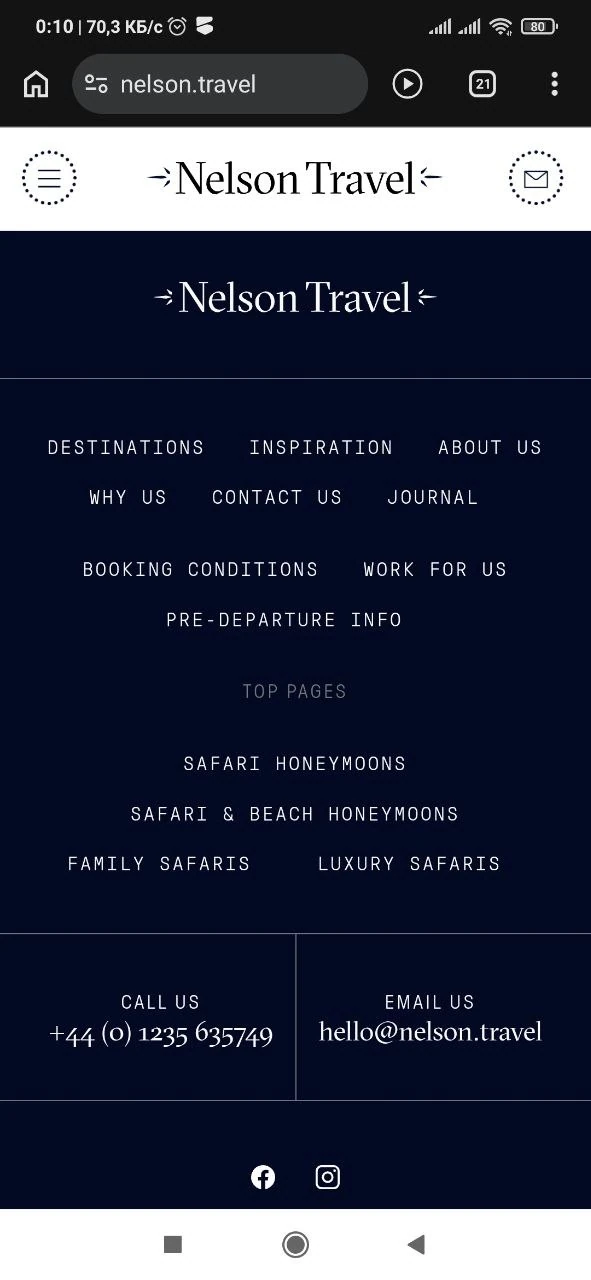 0:10 | 70,3 КБ/с
80
nelson.travel
21
Nelson Travel
Nelson Travel
DESTINATIONS INSPIRATION ABOUT US
WHY US CONTACT US JOURNAL
BOOKING CONDITIONS WORK FOR US
PRE-DEPARTURE INFO
TOP PAGES
SAFARI HONEYMOONS
SAFARI & BEACH HONEYMOONS
FAMILY SAFARIS LUXURY SAFARIS
CALL US
+44 (0) 1235 635749
EMAIL US
hello@nelson.travel